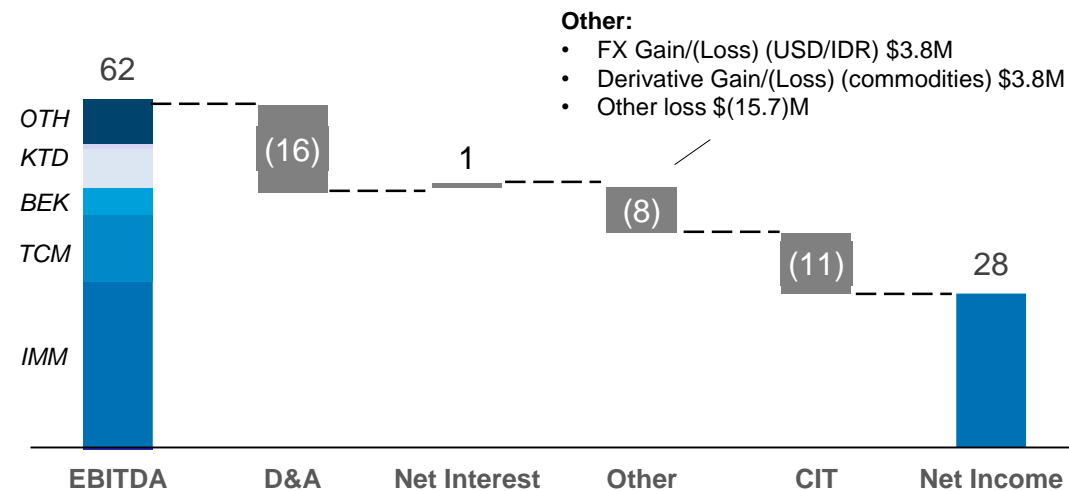 Other:
• FX Gain/(Loss) (USD/IDR) $3.8M
• Derivative Gain/(Loss) (commodities) $3.8M
• Other loss $(15.7)M
62
OTH
KTD
BEK
TCM
IMM
(16)
1
(8)
(11)
28
EBITDA
D&A
Net Interest
Other
CIT
Net Income